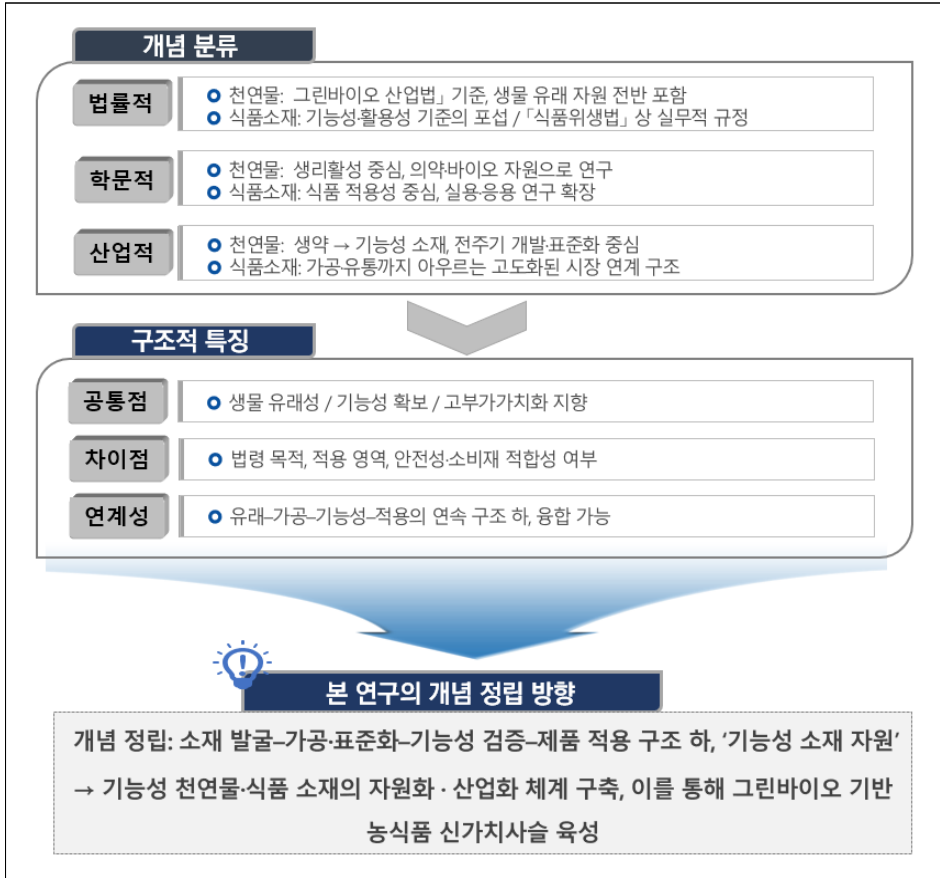 개념 분류
법률적
천연물: 그린바이오 산업법」 기준, 생물 유래 자원 전반 포함
식품소재: 기능성·활용성 기준의 포섭 / 「식품위생법」 상 실무적 규정
학문적
천연물: 생리활성 중심, 의약·바이오 자원으로 연구
식품소재: 식품 적용성 중심, 실용·응용 연구 확장
산업적
천연물: 생약 → 기능성 소재, 전주기 개발·표준화 중심
식품소재: 가공·유통까지 아우르는 고도화된 시장 연계 구조
구조적 특징
공통점
생물 유래성 / 기능성 확보 / 고부가가치화 지향
차이점
법령 목적, 적용 영역, 안전성·소비재 적합성 여부
연계성
유래–가공–기능성–적용의 연속 구조 하, 융합 가능
본 연구의 개념 정립 방향
개념 정립: 소재 발굴–가공·표준화–기능성 검증–제품 적용 구조 하, ‘기능성 소재 자원’
→ 기능성 천연물·식품 소재의 자원화 · 산업화 체계 구축, 이를 통해 그린바이오 기반
농식품 신가치사슬 육성